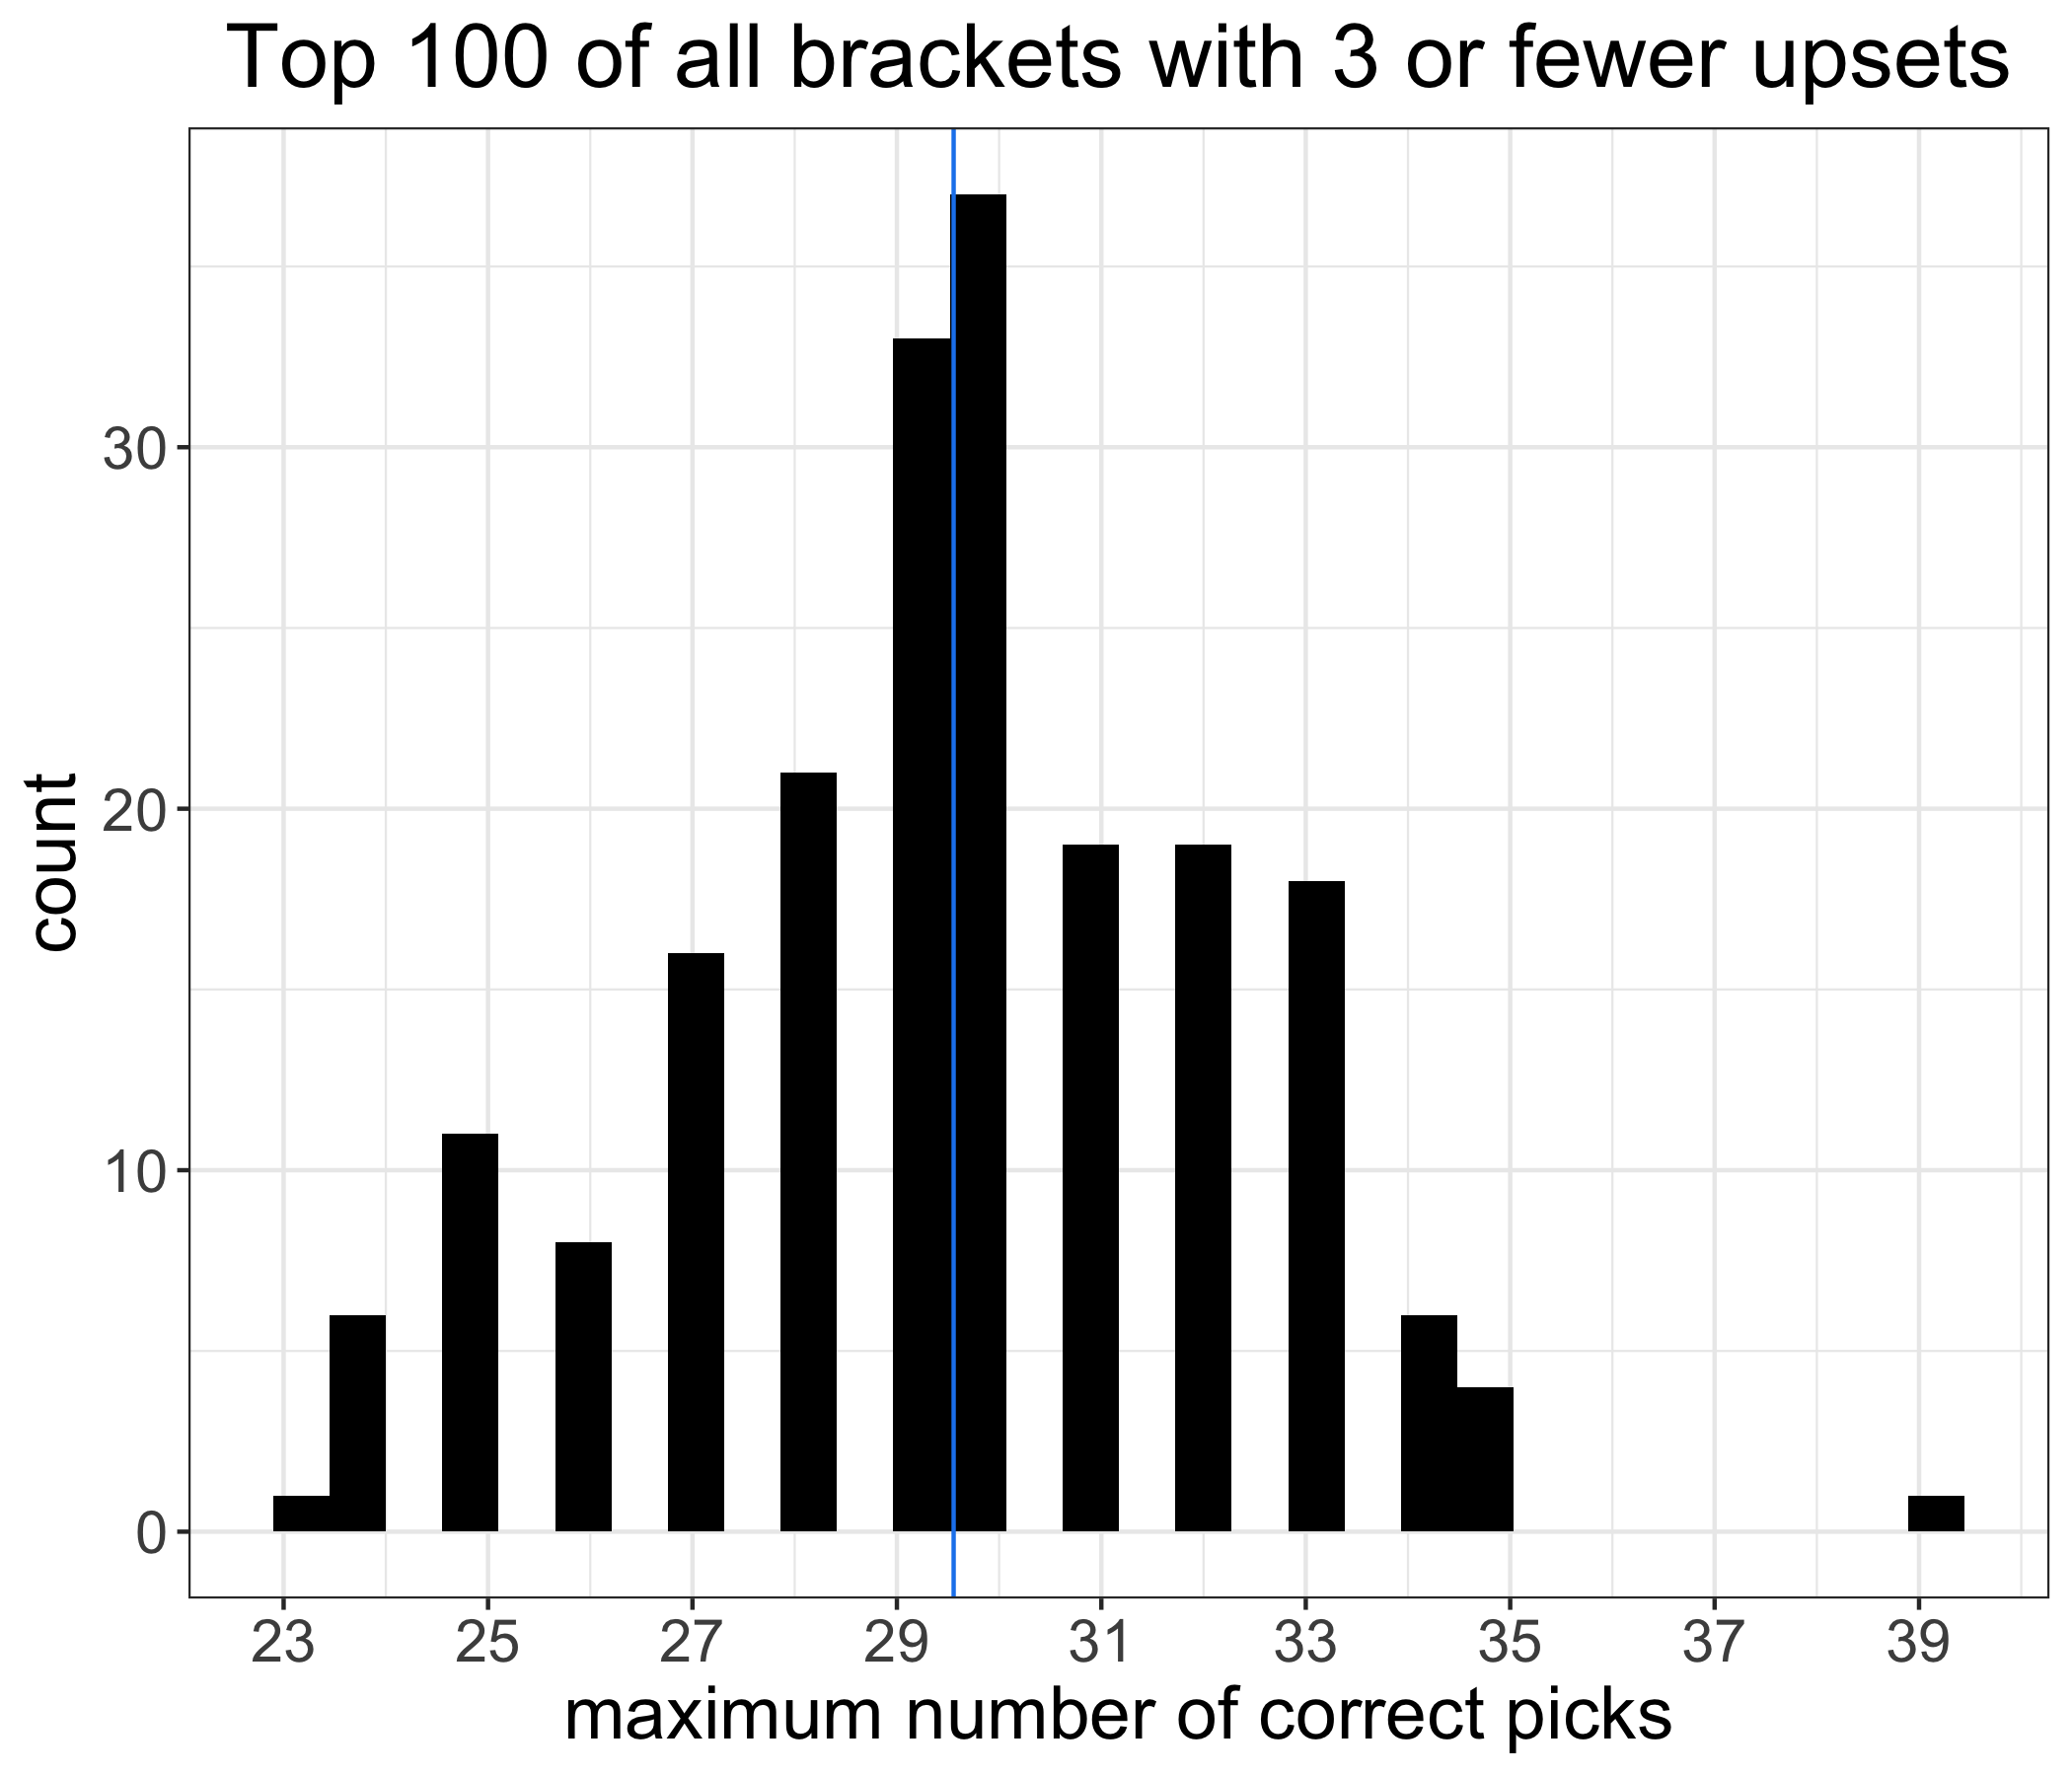 Top 100 of all brackets with 3 or fewer upsets
count
30
20
10
0
23 25 27 29 31 33 35 37 39
maximum number of correct picks